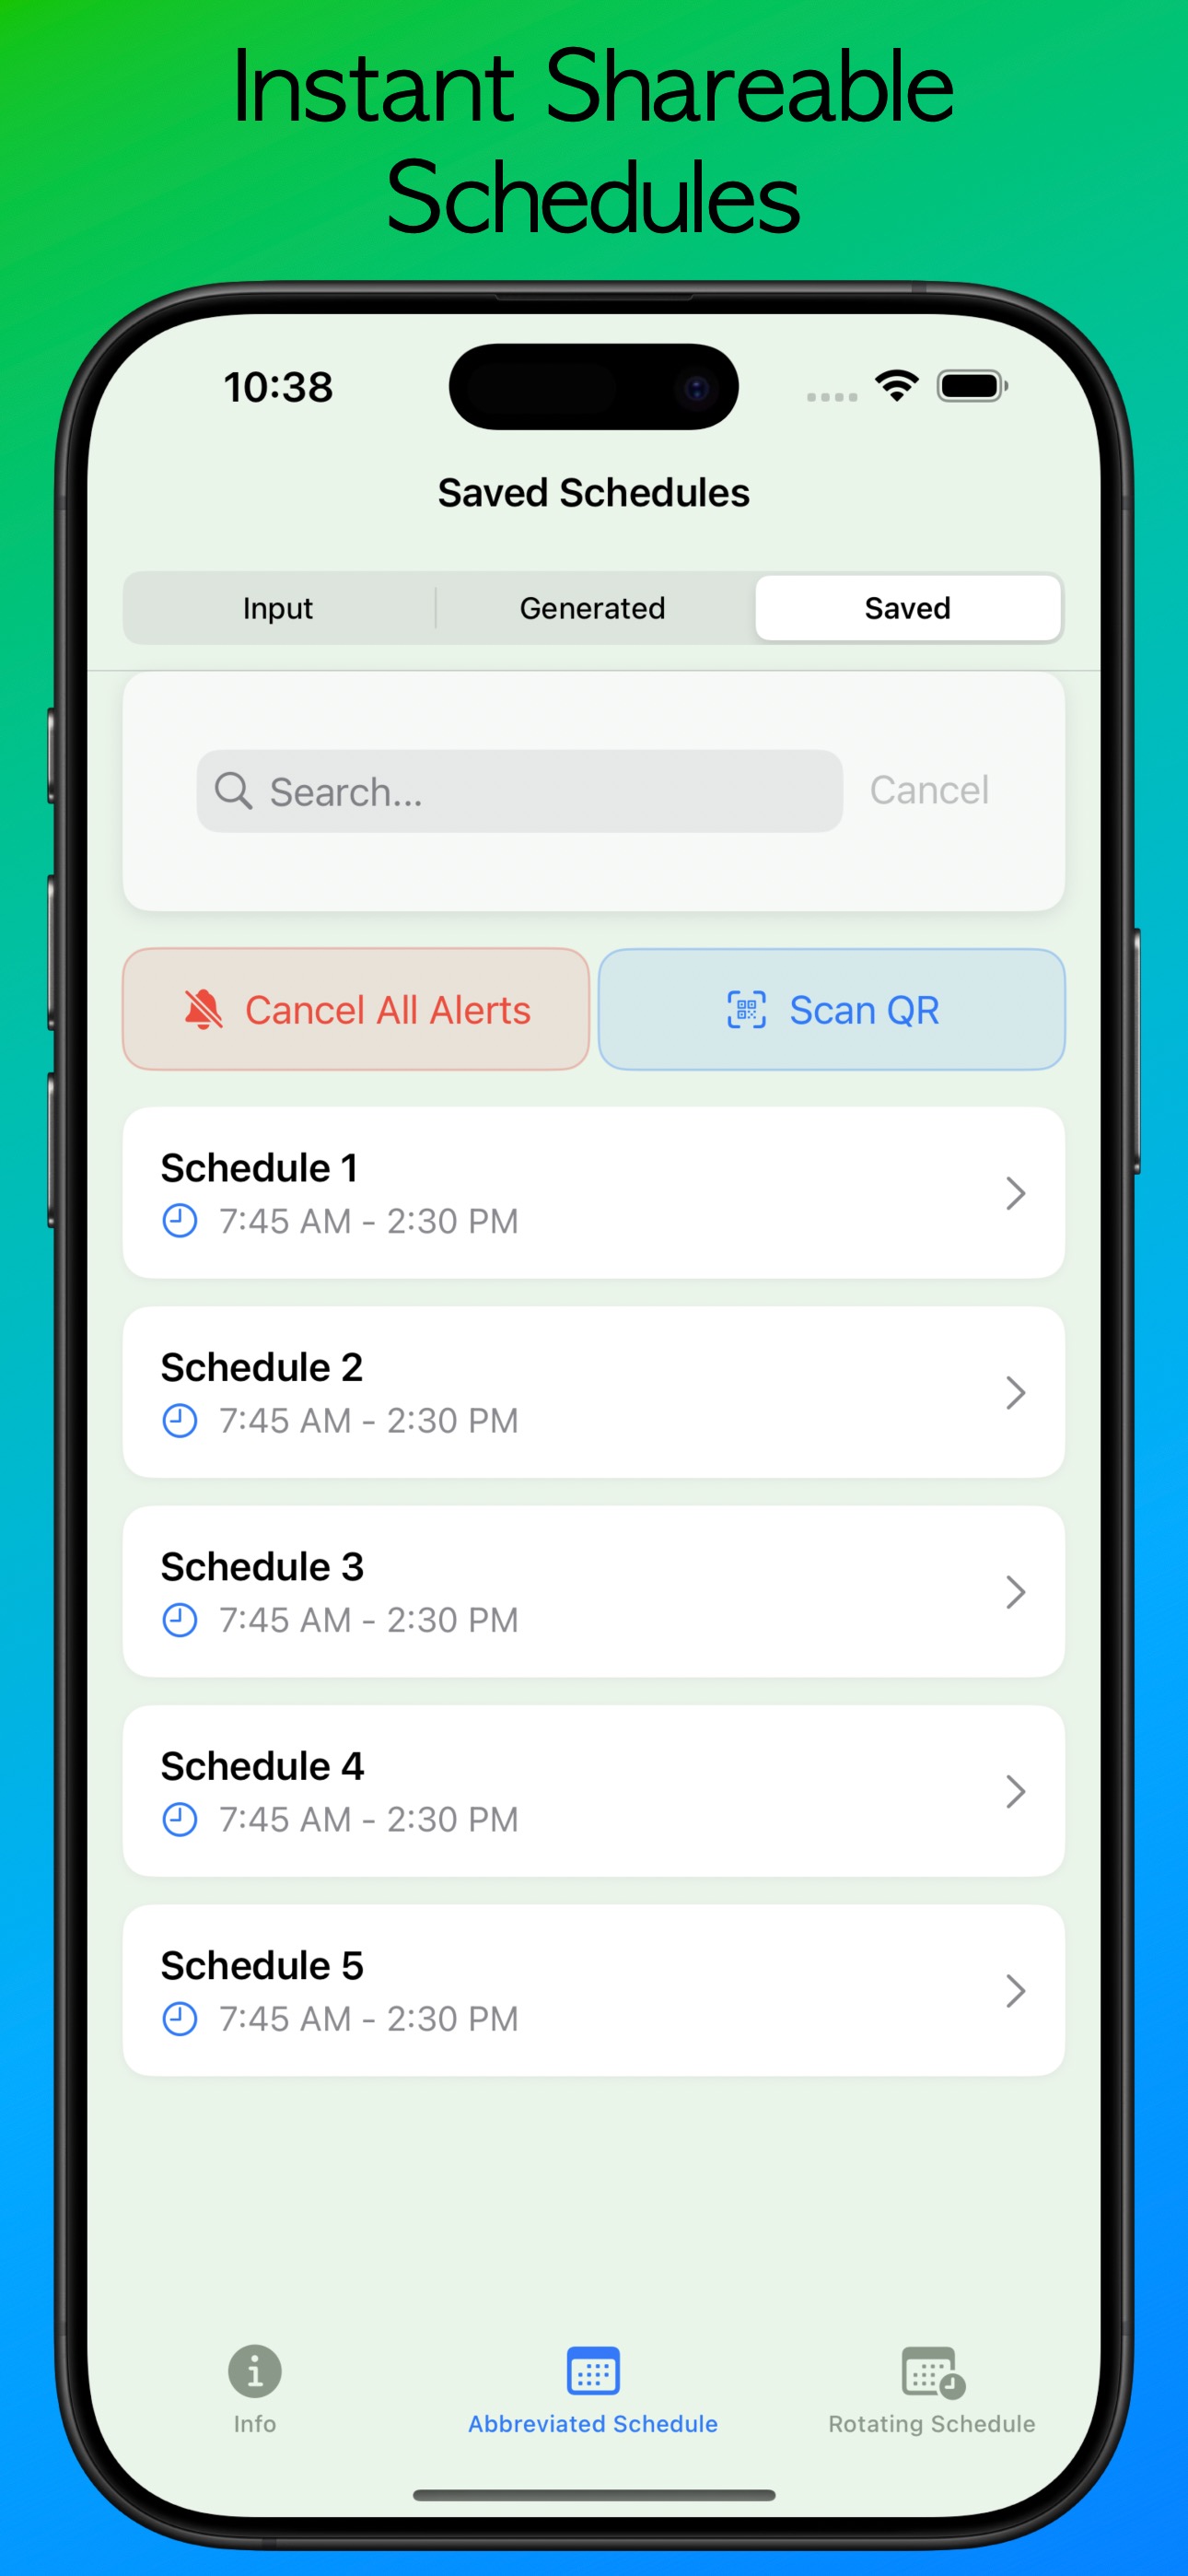 Instant Shareable
Schedules
10:38
Saved Schedules
Input
Generated
Saved
Search...
Cancel
Cancel All Alerts
Scan QR
Schedule 1
7:45 AM - 2:30 PM
Schedule 2
7:45 AM - 2:30 PM
Schedule 3
7:45 AM - 2:30 PM
Schedule 4
7:45 AM - 2:30 PM
Schedule 5
7:45 AM - 2:30 PM
Info
Abbreviated Schedule
Rotating Schedule